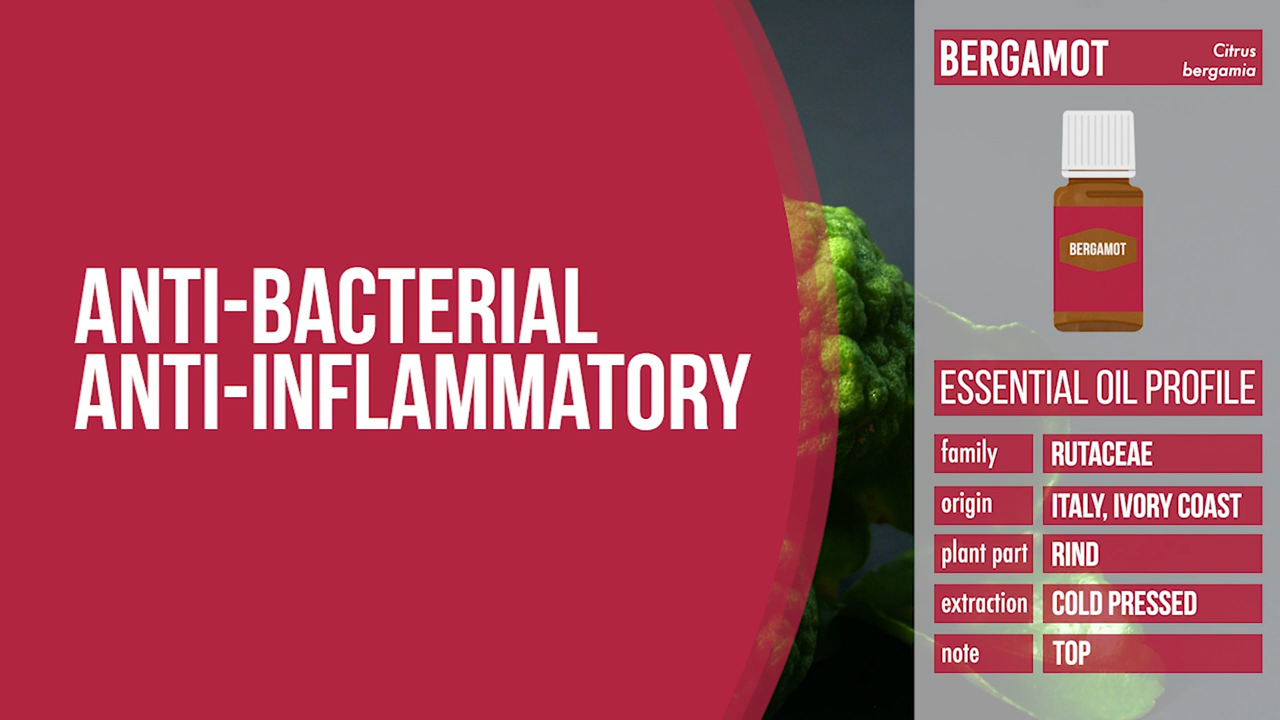 ANTI-BACTERIAL
ANTI-INFLAMMATORY
BERGAMOT
Citrus
bergamia
BERGAMOT
ESSENTIAL OIL PROFILE
family RUTACEAE
origin ITALY, IVORY COAST
plant part RIND
extraction COLD PRESSED
note TOP